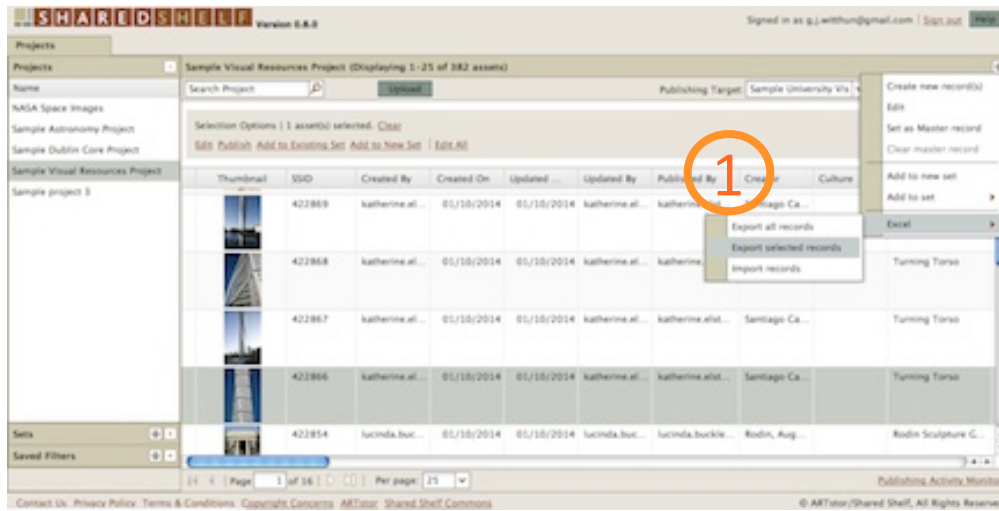 SHAREDSHELF Version 0.8.0
Signed in as g.j.witthun@gmail.com | Sign out Help
Projects
Projects
Name
NASA Space Images
Sample Astronomy Project
Sample Dublin Core Project
Sample Visual Resources Project
Sample project 3
Sets
Saved Filters
Sample Visual Resources Project (Displaying 1-25 of 382 assets)
Search Project Upload Publishing Target: Sample University Vis
Selection Options | 1 asset(s) selected. Clear
Edit Publish Add to Existing Set Add to New Set | Edit All
Thumbnail SSID Created By Created On Updated ... Updated By Published By Creator Culture
422869 katherine.el... 01/10/2014 01/10/2014 katherine.el... Santiago Ca...
422868 katherine.el... 01/10/2014 01/10/2014 katherine.el... katherine. Turning Torso
422867 katherine.el... 01/10/2014 01/10/2014 katherine.el... katherine.elst... Santiago Ca... Turning Torso
422866 katherine.el... 01/10/2014 01/10/2014 katherine.el... katherine.elst... Santiago Ca... Turning Torso
422854 lucinda.buc... 01/10/2014 01/10/2014 lucinda.buc... lucinda.buckle... Rodin, Aug... Rodin Sculpture G...
1
Create new record(s)
Edit
Set as Master record
Clear master record
Add to new set
Add to set
Excel
Export all records
Export selected records
Import records
Page 1 of 16 | Per page: 25
Publishing Activity Monitor
Contact Us Privacy Policy Terms & Conditions Copyright Concerns ARTstor Shared Shelf Commons
© ARTstor/Shared Shelf, All Rights Reserve